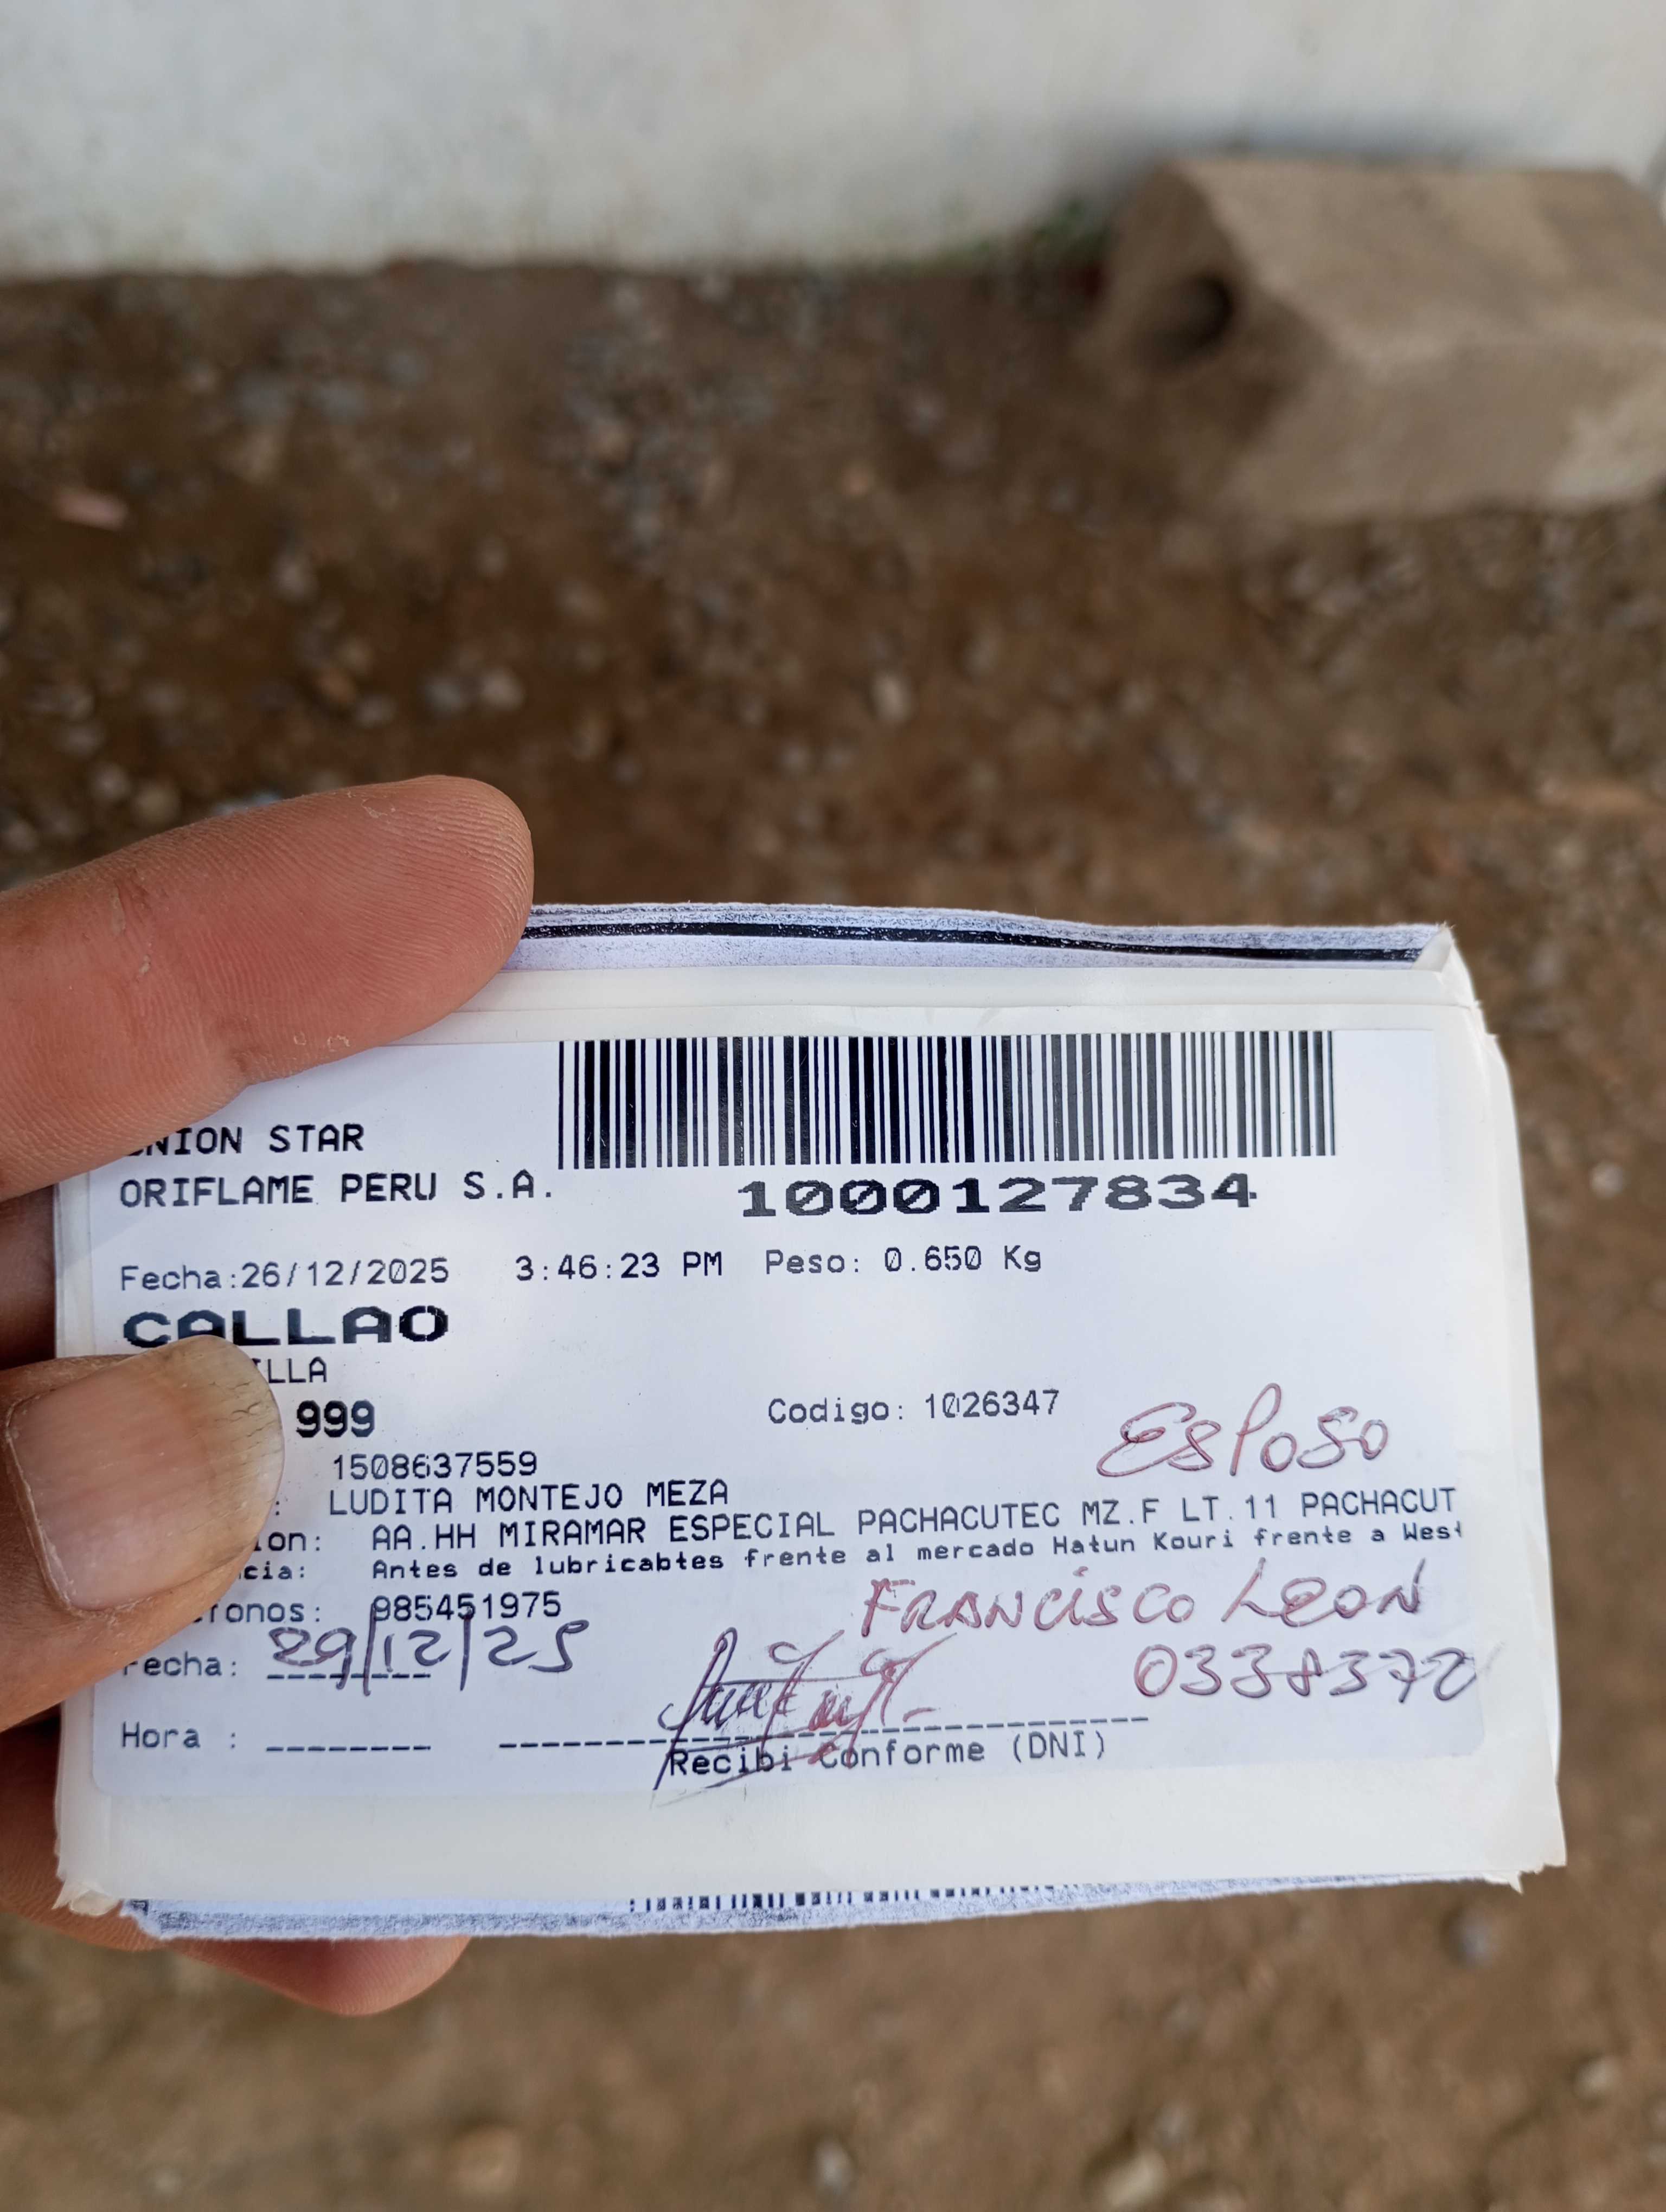 UNION STAR
ORIFLAME PERU S.A.
1000127834
Fecha:26/12/2025 3:46:23 PM Peso: 0.650 Kg
CALLAO
ILLA
999 Codigo: 1026347
ESPOSO
1508637559
: LUDITA MONTEJO MEZA
ion: AA.HH MIRAMAR ESPECIAL PACHACUTEC MZ.F LT.11 PACHACUT
cia: Antes de lubricabtes frente al mercado Hatun Kouri frente a West
fonos: 985451975
FRANCISCO LEON
Fecha: 29/12/25
0338372
Hora :
Recibi Conforme (DNI)